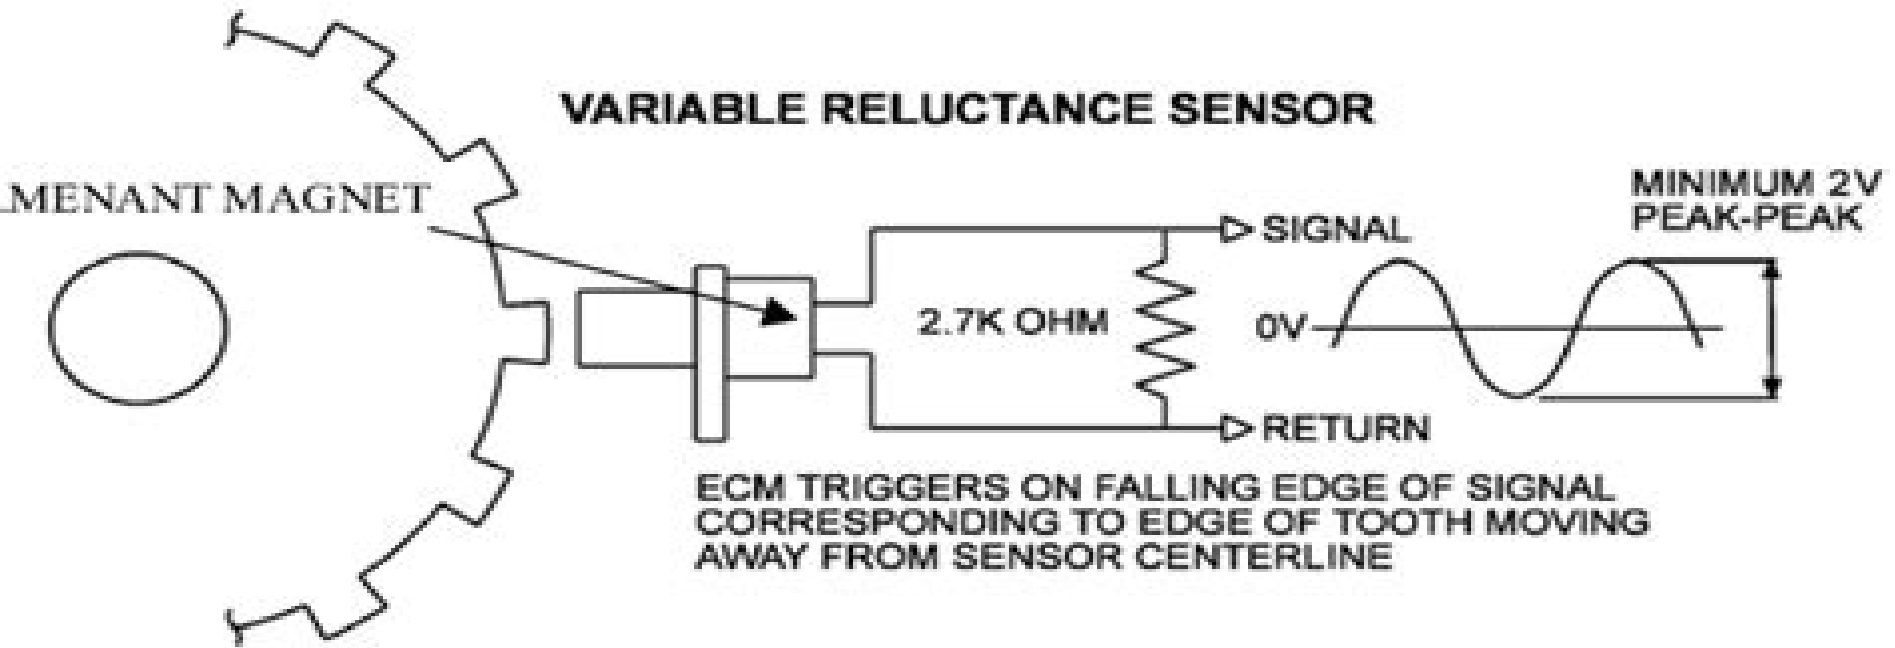 VARIABLE RELUCTANCE SENSOR
RMENANT MAGNET
MINIMUM 2V
PEAK-PEAK
SIGNAL
2.7K OHM
0V
RETURN
ECM TRIGGERS ON FALLING EDGE OF SIGNAL
CORRESPONDING TO EDGE OF TOOTH MOVING
AWAY FROM SENSOR CENTERLINE